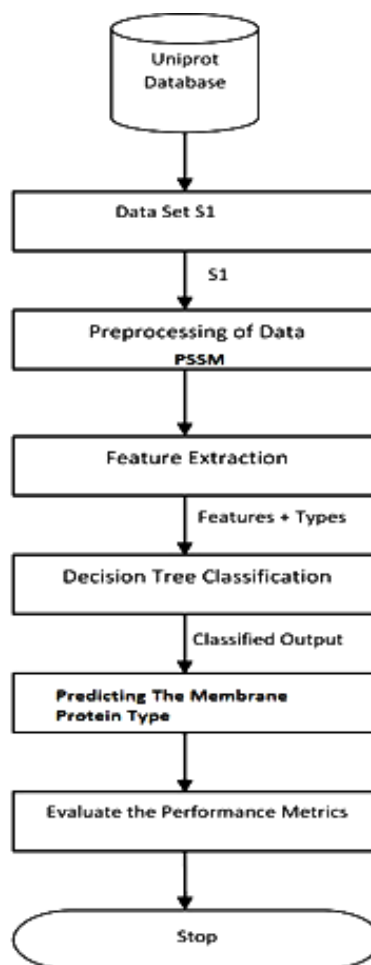 Uniprot
Database
Data Set S1
S1
Preprocessing of Data
PSSM
Feature Extraction
Features + Types
Decision Tree Classification
Classified Output
Predicting The Membrane
Protein Type
Evaluate the Performance Metrics
Stop